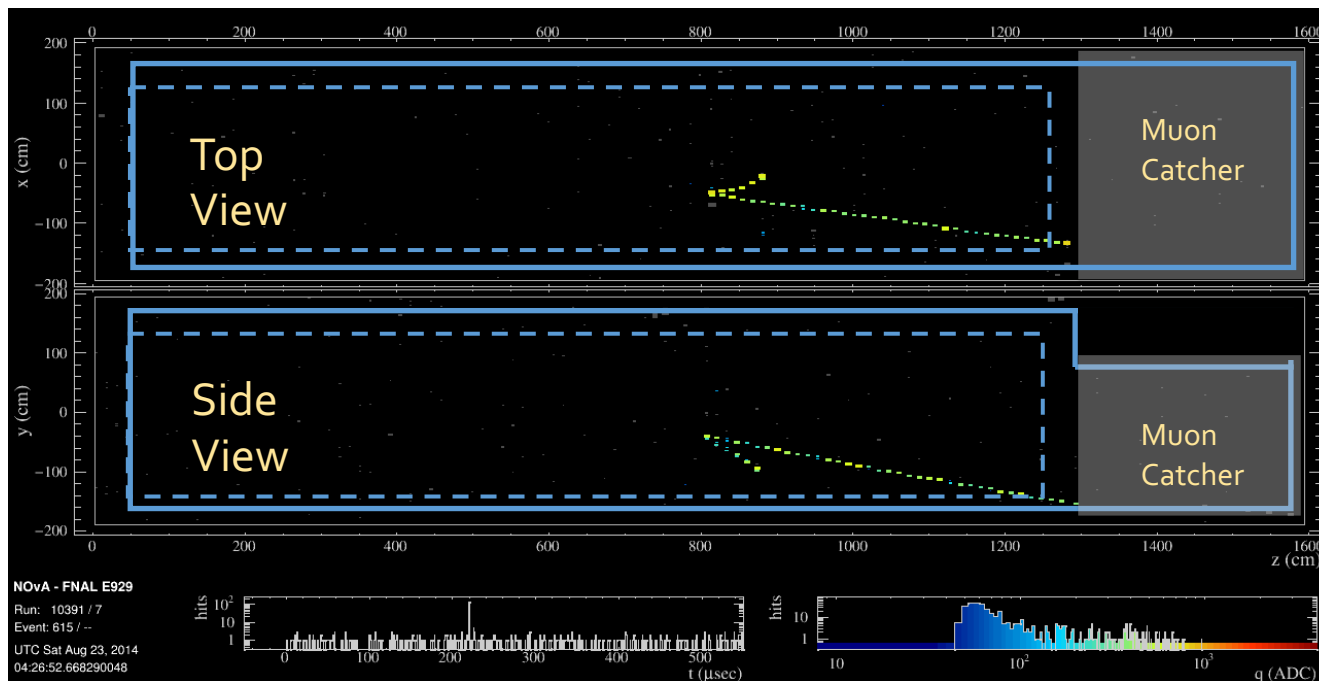 0 200 400 600 800 1000 1200 1400 1600
200
100
0
−100
−200
x (cm)
Top
View
Muon
Catcher
200
100
0
−100
−200
y (cm)
Side
View
Muon
Catcher
0 200 400 600 800 1000 1200 1400 1600
z (cm)
NOvA - FNAL E929
Run: 10391 / 7
Event: 615 / --
UTC Sat Aug 23, 2014
04:26:52.668290048
hits
10²
10
1
0 100 200 300 400 500
t (μsec)
hits
10
1
10 10² 10³
q (ADC)